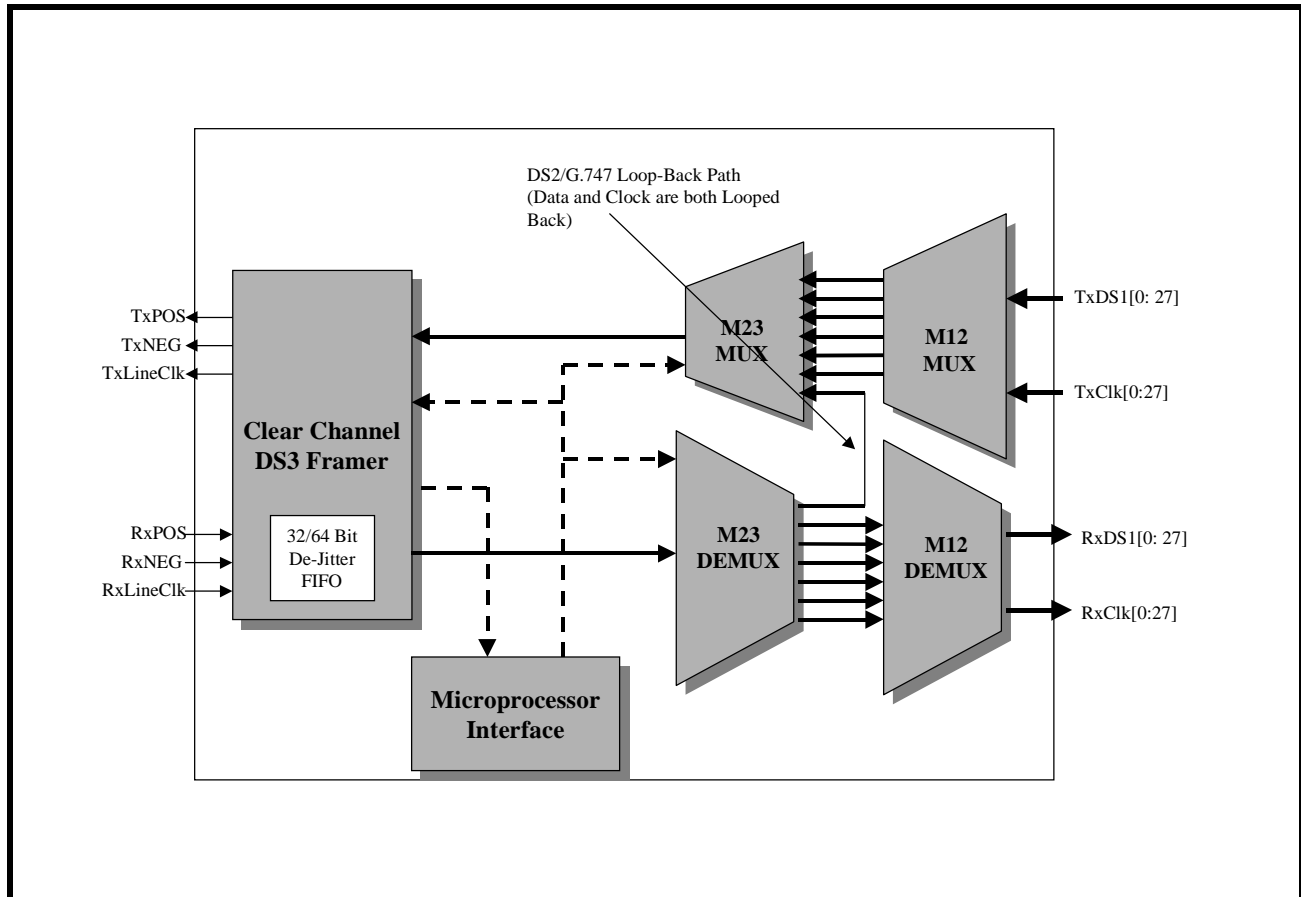 DS2/G.747 Loop-Back Path
(Data and Clock are both Looped
Back)
TxPOS
TxNEG
TxLineClk
Clear Channel
DS3 Framer
32/64 Bit
De-Jitter
FIFO
RxPOS
RxNEG
RxLineClk
Microprocessor
Interface
M23
MUX
M12
MUX
TxDS1[0: 27]
TxClk[0:27]
M23
DEMUX
M12
DEMUX
RxDS1[0: 27]
RxClk[0:27]